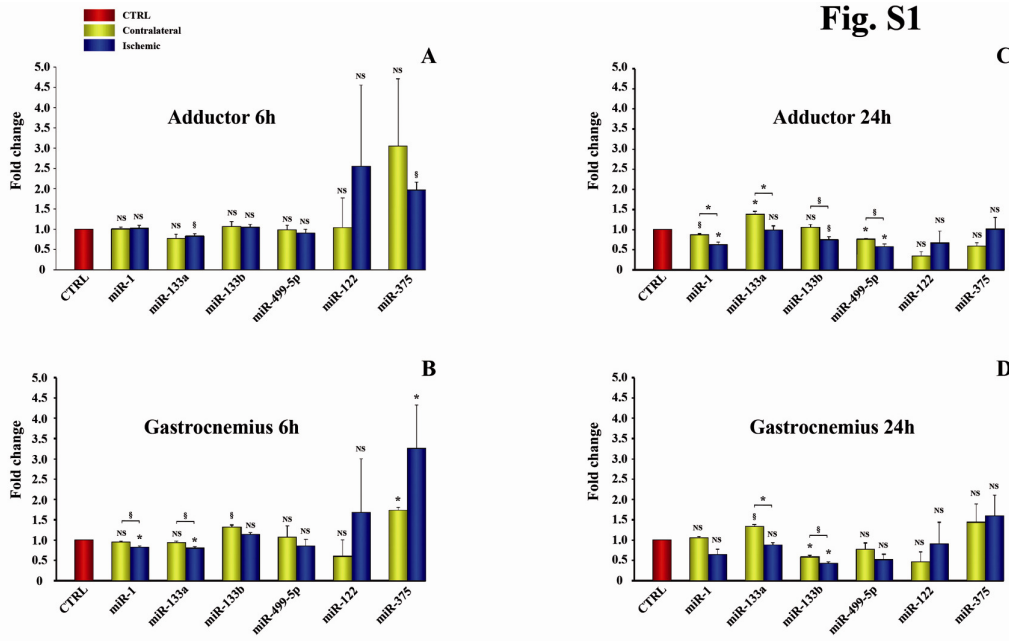 Fig. S1
CTRL
Contralateral
Ischemic
A
Adductor 6h
Fold change
5.0
4.5
4.0
3.5
3.0
2.5
2.0
1.5
1.0
0.5
0
NS NS NS § NS NS NS NS NS NS NS §
CTRL miR-1 miR-133a miR-133b miR-499-5p miR-122 miR-375
C
Adductor 24h
Fold change
5.0
4.5
4.0
3.5
3.0
2.5
2.0
1.5
1.0
0.5
0
* * § §
§ * * NS NS § * * NS NS NS NS
CTRL miR-1 miR-133a miR-133b miR-499-5p miR-122 miR-375
B
Gastrocnemius 6h
Fold change
5.0
4.5
4.0
3.5
3.0
2.5
2.0
1.5
1.0
0.5
0
§ §
NS * NS * § NS NS NS NS NS * *
CTRL miR-1 miR-133a miR-133b miR-499-5p miR-122 miR-375
D
Gastrocnemius 24h
Fold change
5.0
4.5
4.0
3.5
3.0
2.5
2.0
1.5
1.0
0.5
0
* §
NS NS § NS * * NS NS NS NS NS NS
CTRL miR-1 miR-133a miR-133b miR-499-5p miR-122 miR-375